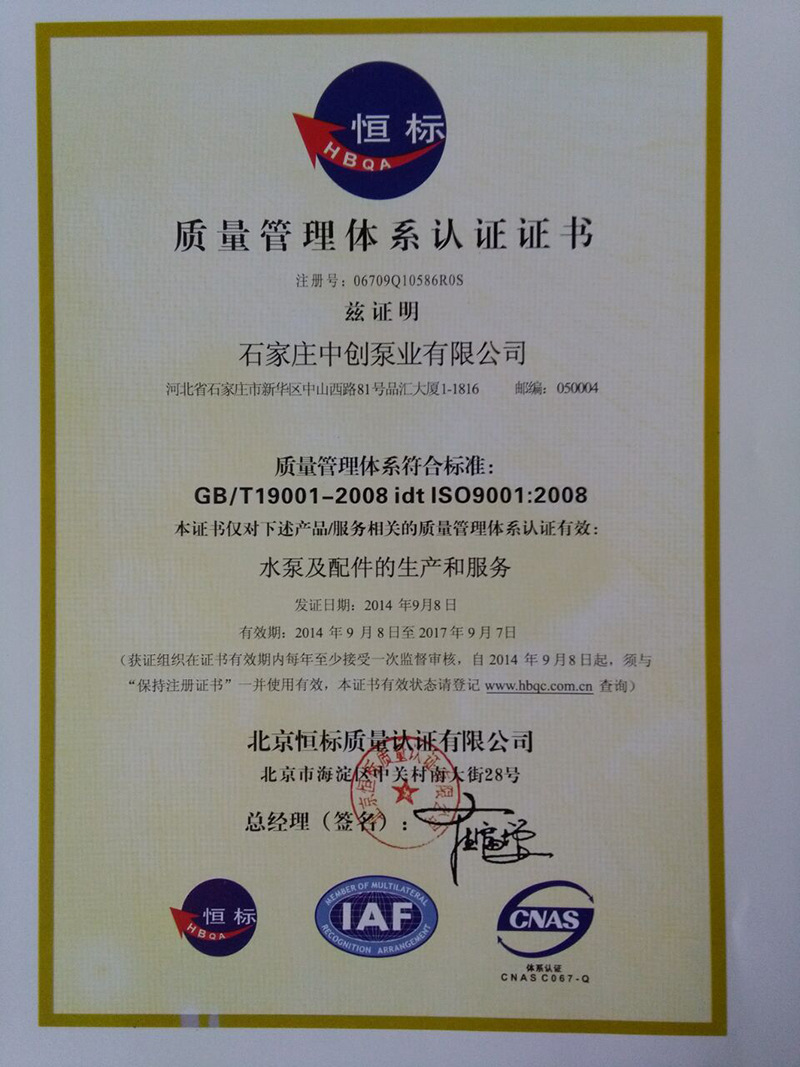 恒标
HBQA
质量管理体系认证证书
注册号：06709Q10586R0S
兹证明
石家庄中创泵业有限公司
河北省石家庄市新华区中山西路81号品汇大厦1-1816 邮编：050004
质量管理体系符合标准：
GB/T19001-2008 idt ISO9001:2008
本证书仅对下述产品/服务相关的质量管理体系认证有效：
水泵及配件的生产和服务
发证日期：2014 年9月8日
有效期：2014 年 9 月 8日至 2017 年 9 月 7日
（获证组织在证书有效期内每年至少接受一次监督审核，自 2014 年 9 月 8 日起，须与
“保持注册证书”一并使用有效，本证书有效状态请登记 www.hbqc.com.cn 查询）
北京恒标质量认证有限公司
北京市海淀区中关村南大街28号
北京恒标质量认证有限公司
总经理（签名）：
恒标
HBQA
MEMBER OF MULTILATERAL
IAF
RECOGNITION ARRANGEMENT
CNAS
体系认证
CNAS C067-Q